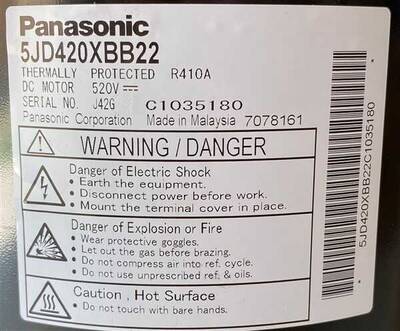 Panasonic
5JD420XBB22
THERMALLY PROTECTED R410A
DC MOTOR 520V⎓
SERIAL NO. J42G C1035180
Panasonic Corporation Made in Malaysia 7078161
WARNING / DANGER
Danger of Electric Shock
• Earth the equipment.
• Disconnect power before work.
• Mount the terminal cover in place.
Danger of Explosion or Fire
• Wear protective goggles.
• Let out the gas before brazing.
• Do not compress air into ref. cycle.
• Do not use unprescribed ref. & oils.
Caution , Hot Surface
• Do not touch with bare hands.
5JD420XBB22C1035180